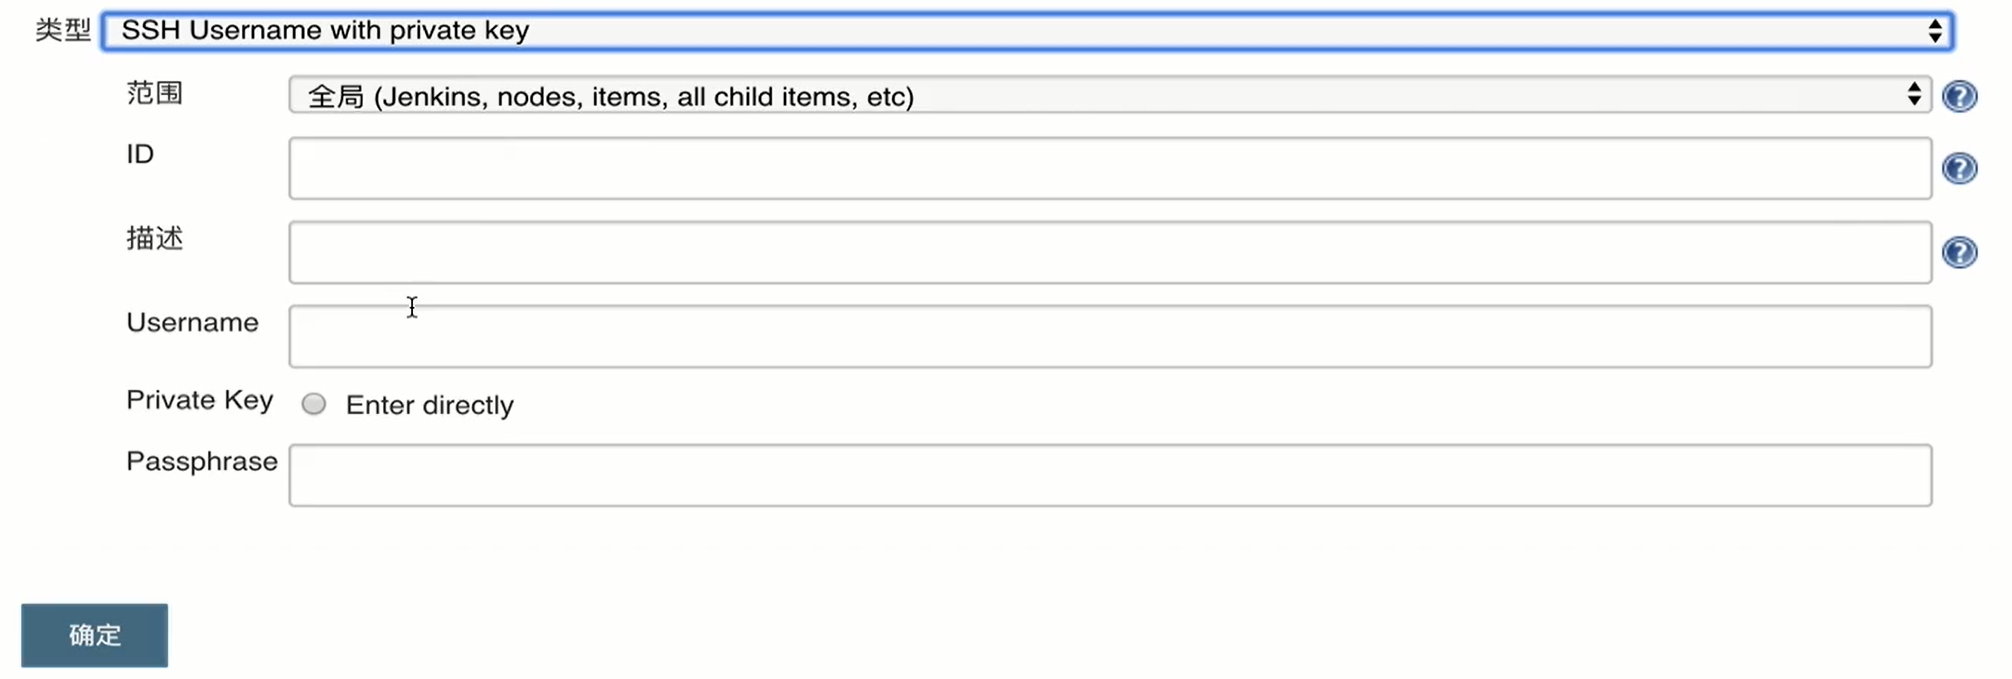 类型 SSH Username with private key
范围 全局 (Jenkins, nodes, items, all child items, etc)
ID
描述
Username
Private Key Enter directly
Passphrase
确定